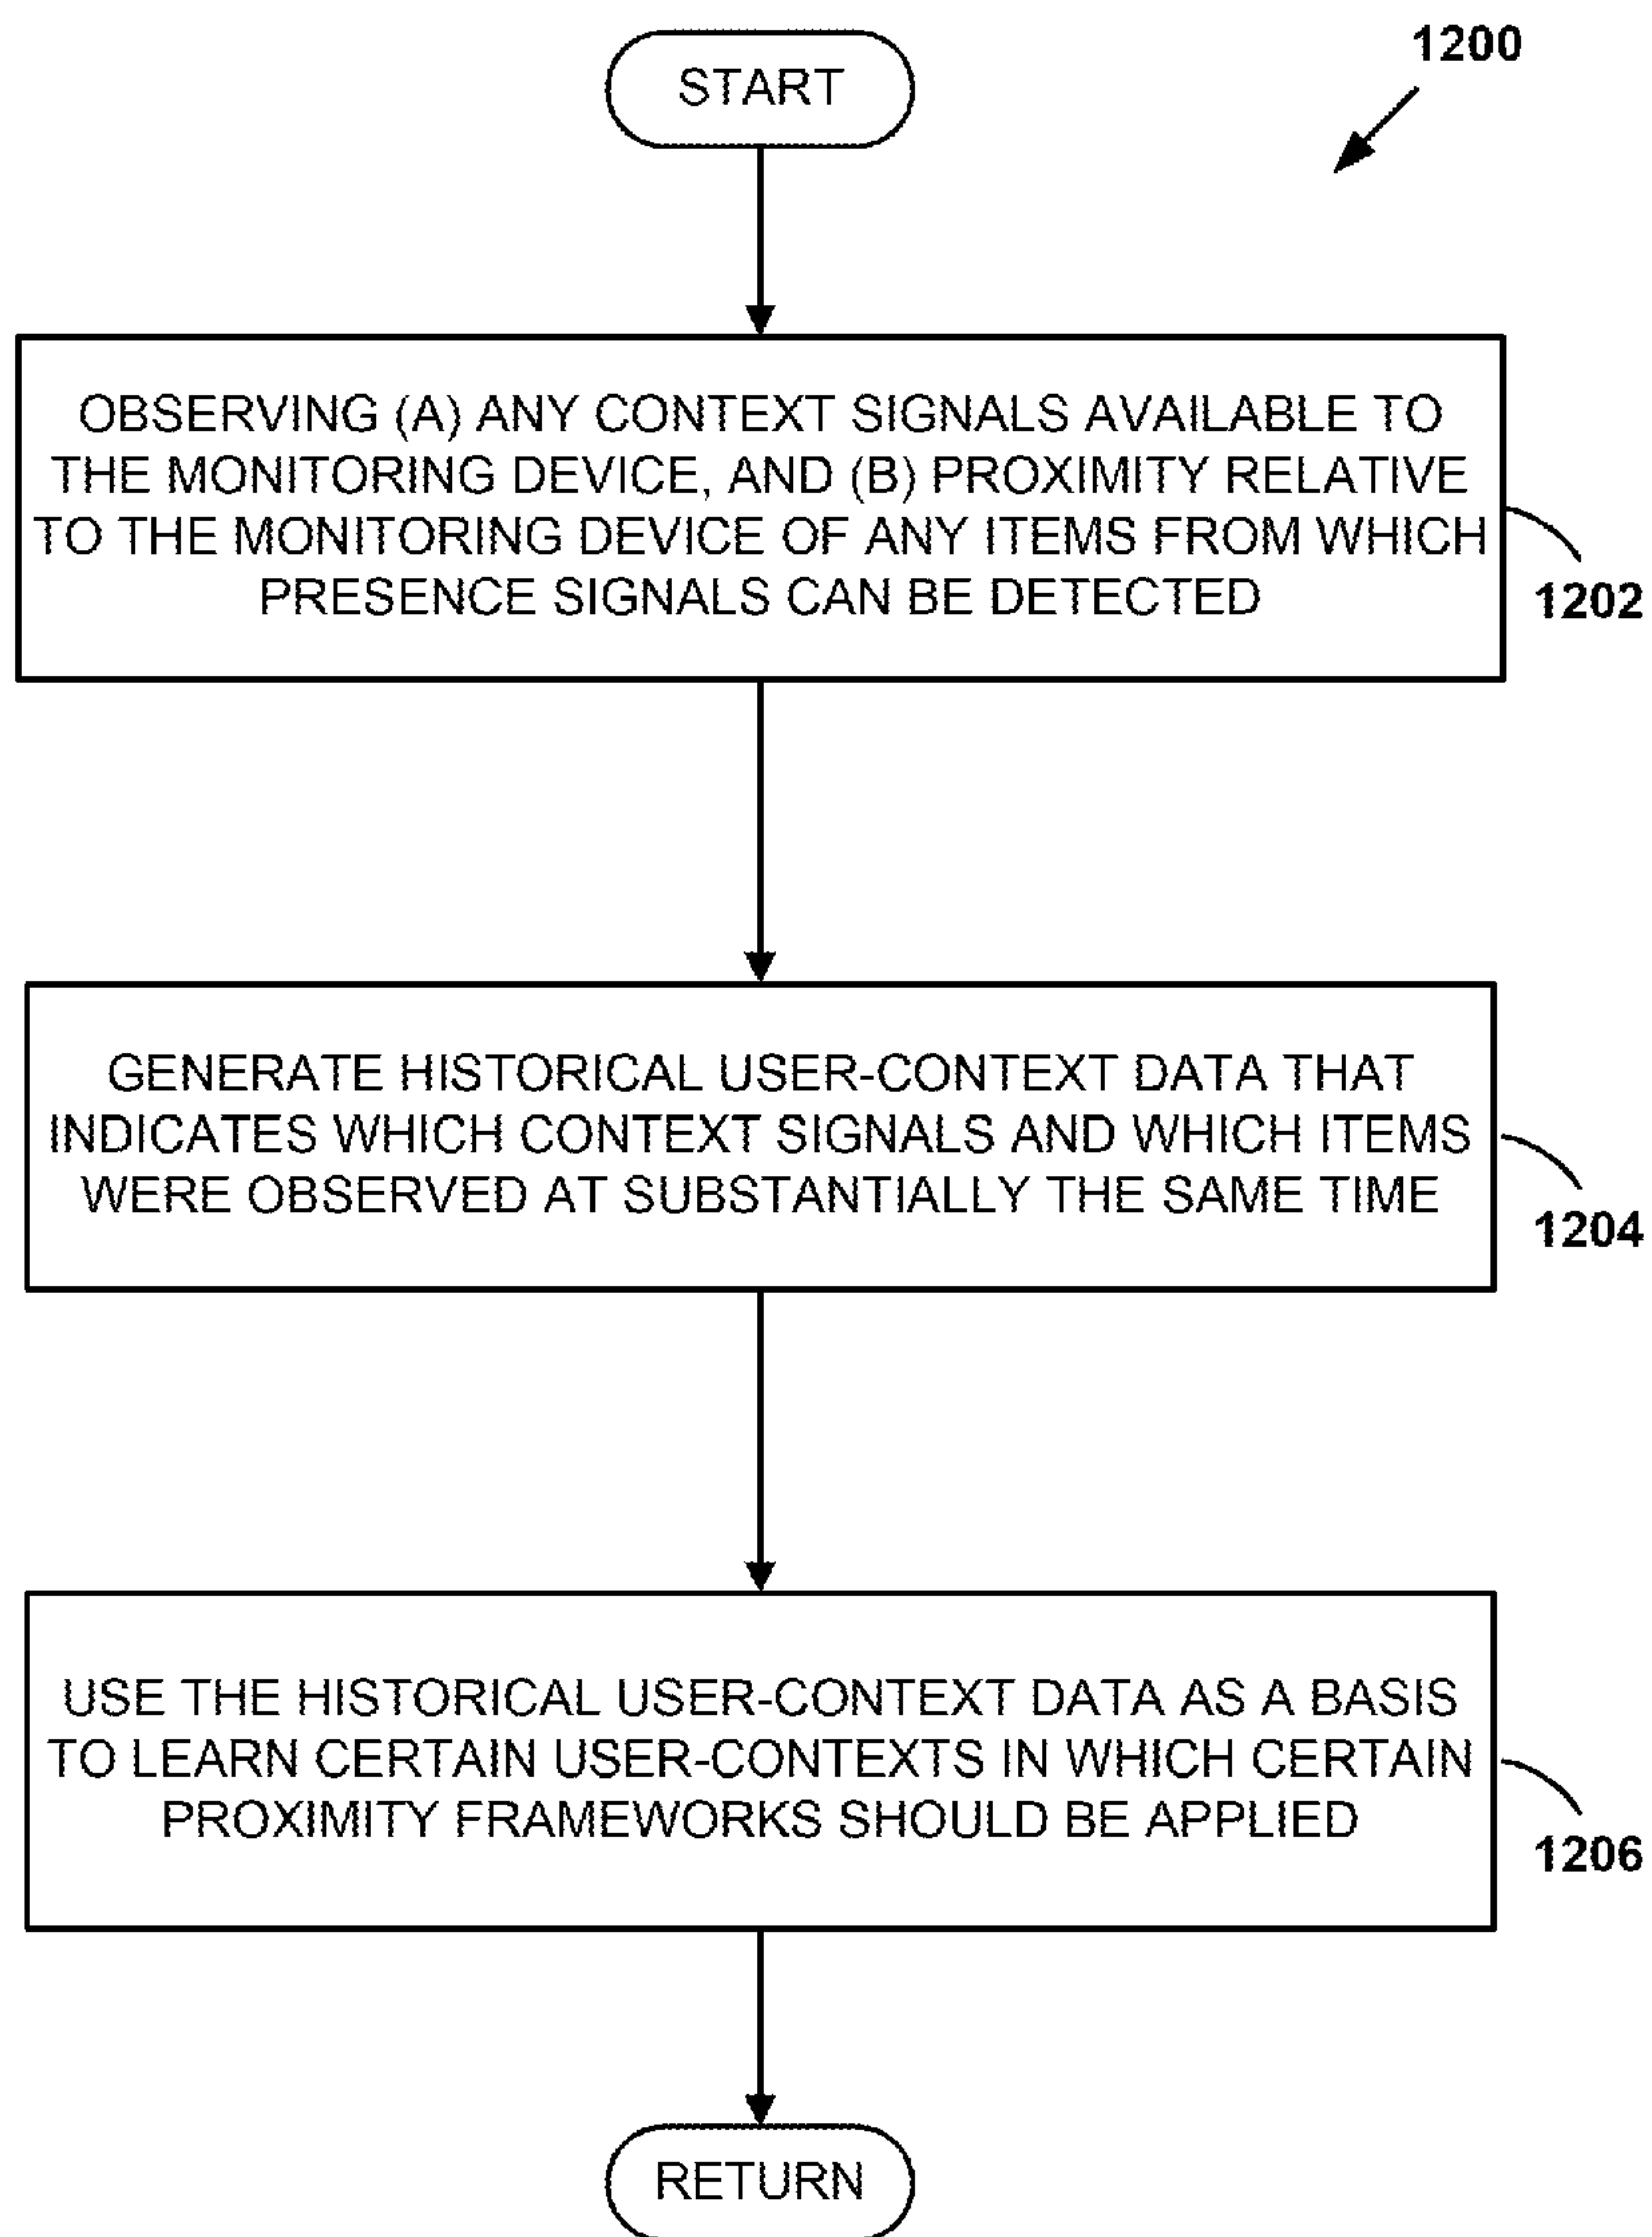 1200
START
OBSERVING (A) ANY CONTEXT SIGNALS AVAILABLE TO
THE MONITORING DEVICE, AND (B) PROXIMITY RELATIVE
TO THE MONITORING DEVICE OF ANY ITEMS FROM WHICH
PRESENCE SIGNALS CAN BE DETECTED
1202
GENERATE HISTORICAL USER-CONTEXT DATA THAT
INDICATES WHICH CONTEXT SIGNALS AND WHICH ITEMS
WERE OBSERVED AT SUBSTANTIALLY THE SAME TIME
1204
USE THE HISTORICAL USER-CONTEXT DATA AS A BASIS
TO LEARN CERTAIN USER-CONTEXTS IN WHICH CERTAIN
PROXIMITY FRAMEWORKS SHOULD BE APPLIED
1206
RETURN